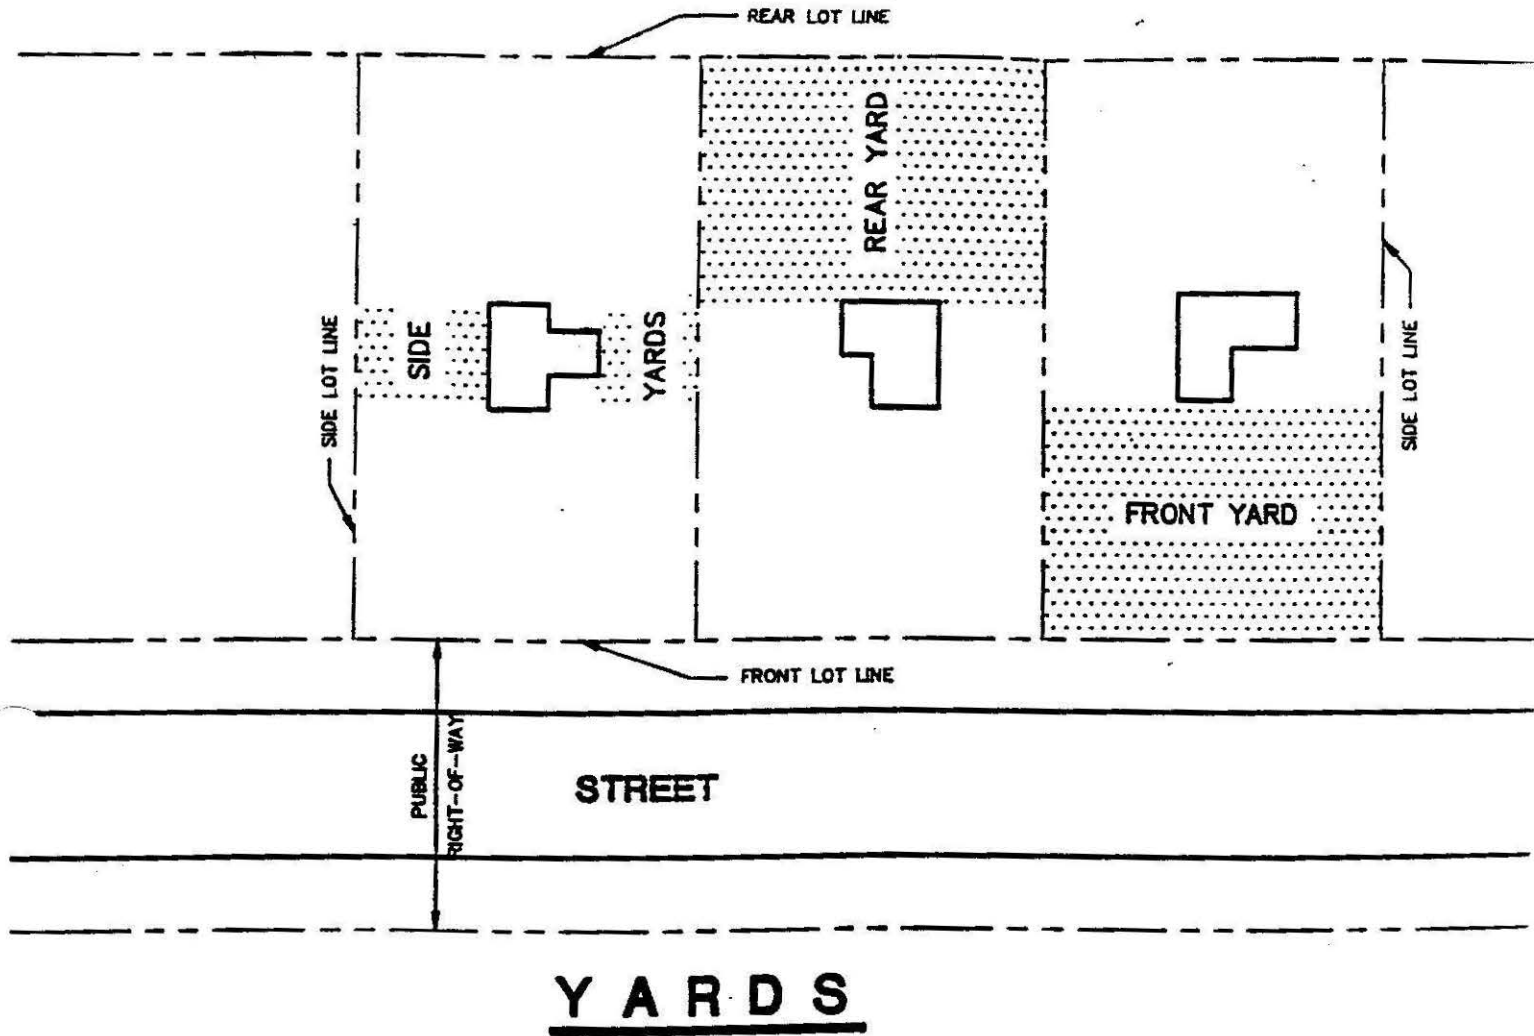 REAR LOT LINE
REAR YARD
SIDE
YARDS
SIDE LOT LINE
SIDE LOT LINE
FRONT YARD
FRONT LOT LINE
PUBLIC
RIGHT-OF-WAY
STREET
YARDS